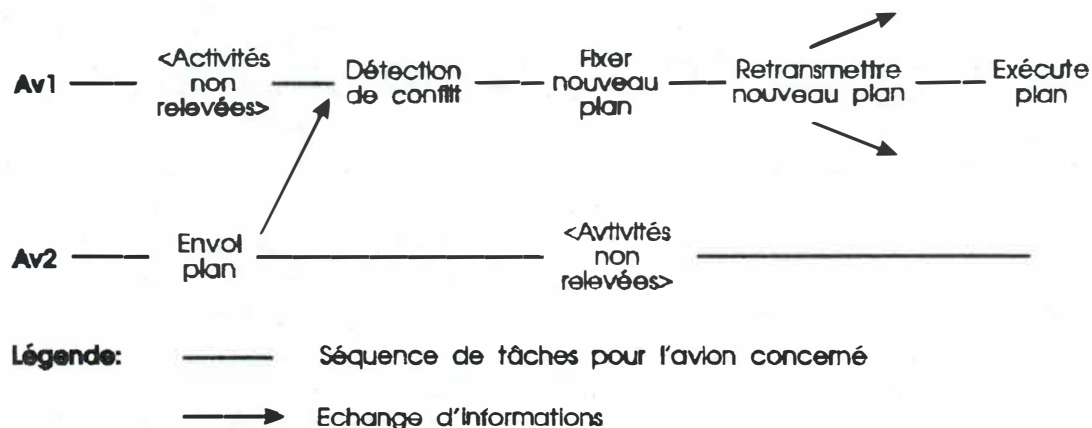 Av1
<Activités
non
relevées>
Détection
de conflit
Fixer
nouveau
plan
Retransmettre
nouveau plan
Exécute
plan
Av2
Envoi
plan
<Avtivités
non
relevées>
Légende:
Séquence de tâches pour l'avion concerné
Echange d'informations